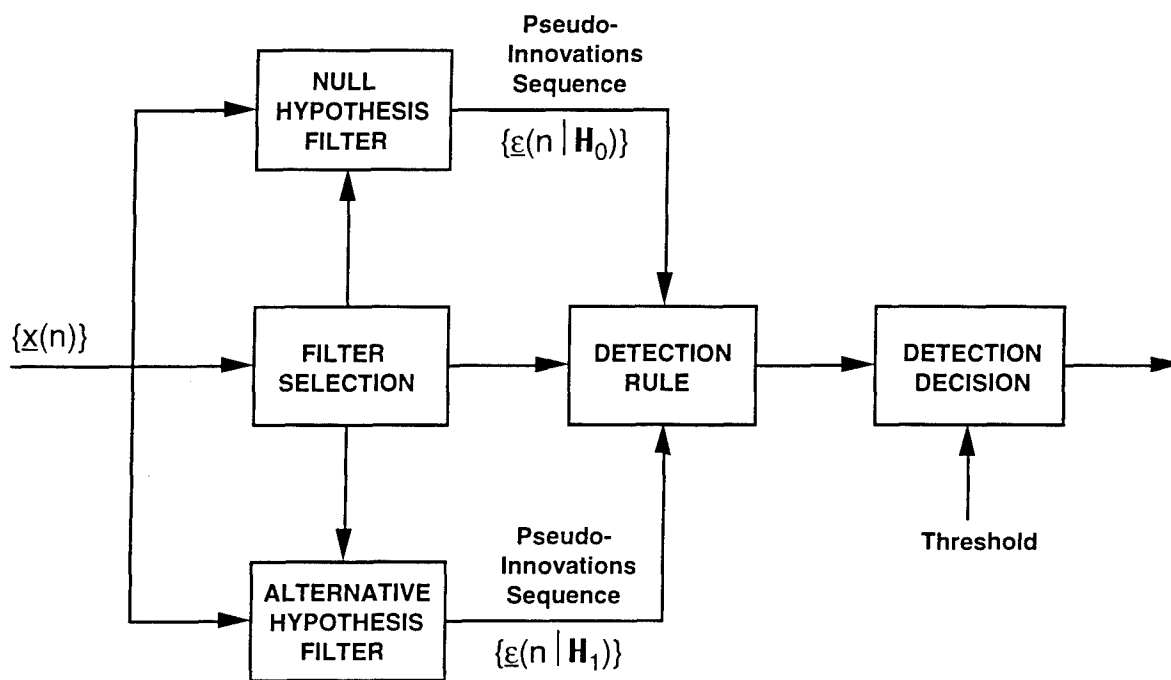 Pseudo-
Innovations
Sequence
NULL
HYPOTHESIS
FILTER
{ε(n | H₀)}
{x(n)}
FILTER
SELECTION
DETECTION
RULE
DETECTION
DECISION
Threshold
Pseudo-
Innovations
Sequence
ALTERNATIVE
HYPOTHESIS
FILTER
{ε(n | H₁)}